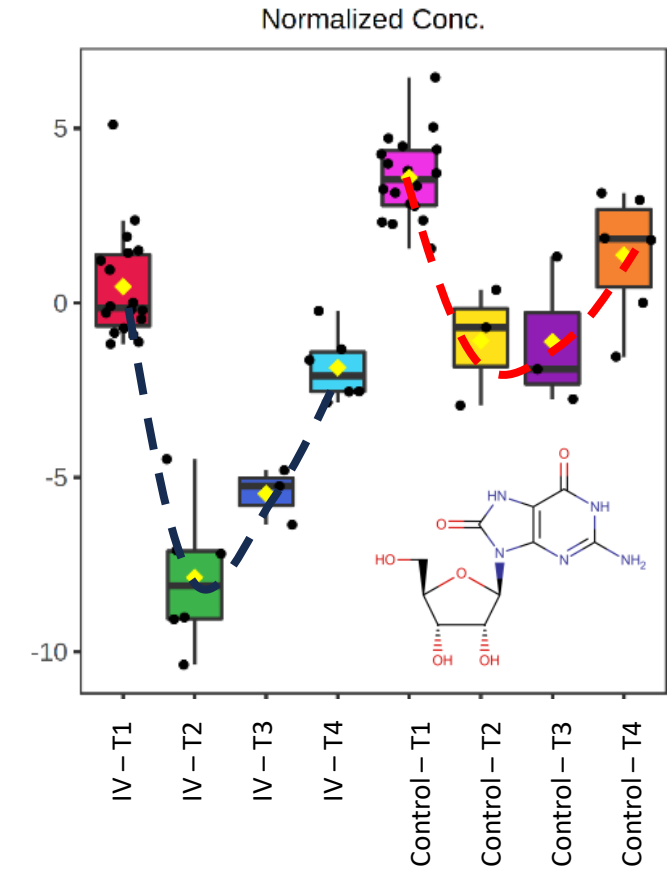 Normalized Conc.
5
0
-5
-10
O
HN
NH
O
N
N
NH2
HO
O
OH
OH
IV – T1
IV – T2
IV – T3
IV – T4
Control – T1
Control – T2
Control – T3
Control – T4